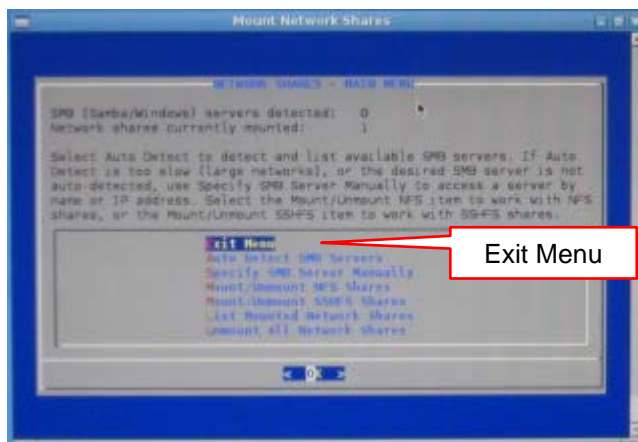 Mount Network Shares
NETWORK SHARES - MAIN MENU
SMB (Samba/Windows) servers detected: 0
Network shares currently mounted: 1
Select Auto Detect to detect and list available SMB servers. If Auto
Detect is too slow (large networks), or the desired SMB server is not
auto detected, use Specify SMB Server Manually to access a server by
name or IP address. Select the Mount/Unmount NFS item to work with NFS
shares, or the Mount/Unmount SSHFS item to work with SSHFS shares.
Exit Menu
Exit Menu
Auto Detect SMB Servers
Specify SMB Server Manually
Mount/Unmount NFS Shares
Mount/Unmount SSHFS Shares
List Mounted Network Shares
Unmount All Network Shares
< OK >